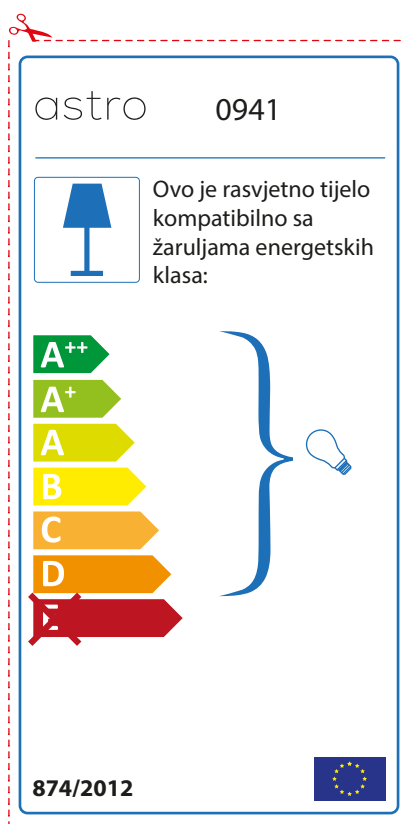 astro 0941
Ovo je rasvjetno tijelo
kompatibilno sa
žaruljama energetskih
klasa:
A++
A+
A
B
C
D
E
874/2012